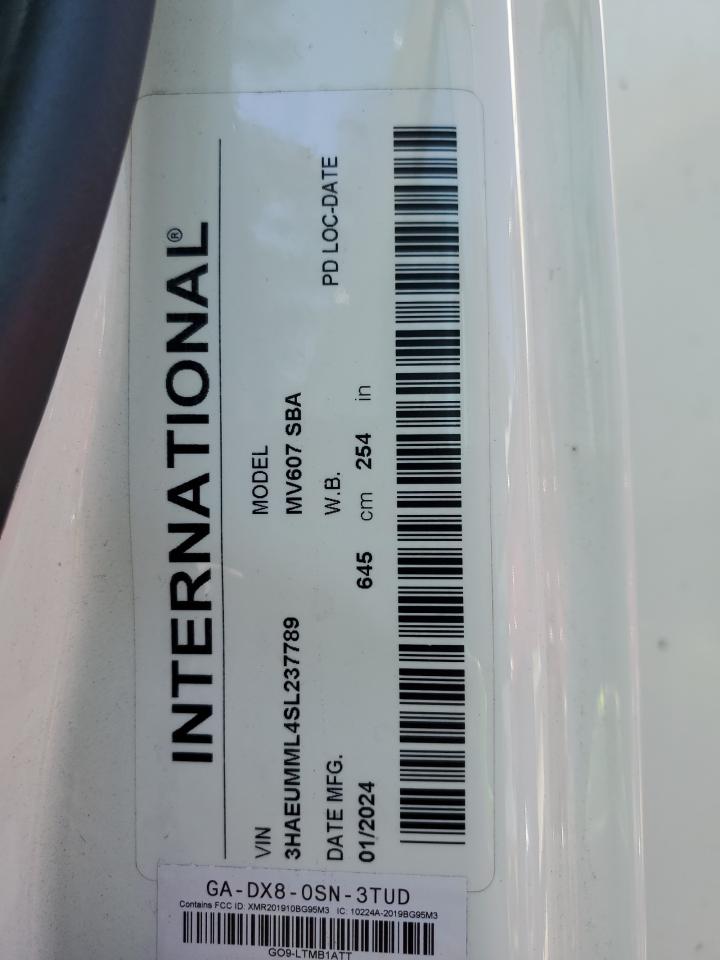 INTERNATIONAL®
VIN MODEL
3HAEUMML4SL237789 MV607 SBA
DATE MFG. W.B. PD LOC-DATE
01/2024 645 cm 254 in
GA-DX8-0SN-3TUD
Contains FCC ID: XMR201910BG95M3 IC: 10224A-2019BG95M3
GO9-LTMB1ATT